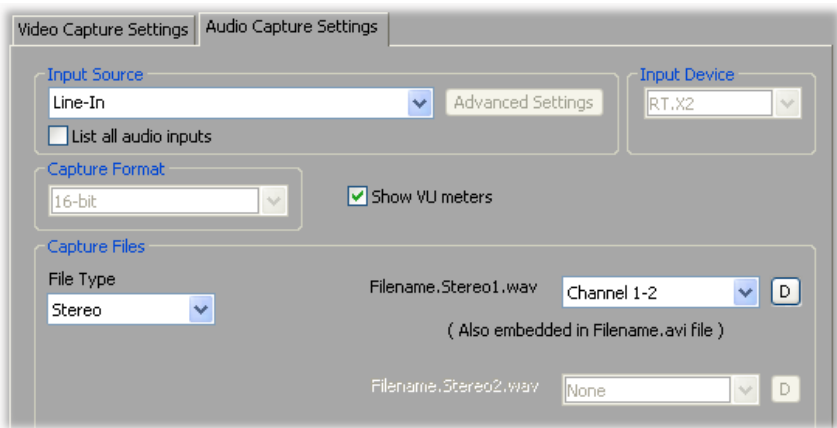 Video Capture Settings
Audio Capture Settings
Input Source
Line-In
Advanced Settings
List all audio inputs
Input Device
RT.X2
Capture Format
16-bit
Show VU meters
Capture Files
File Type
Stereo
Filename.Stereo1.wav
Channel 1-2
D
( Also embedded in Filename.avi file )
Filename.Stereo2.wav
None
D